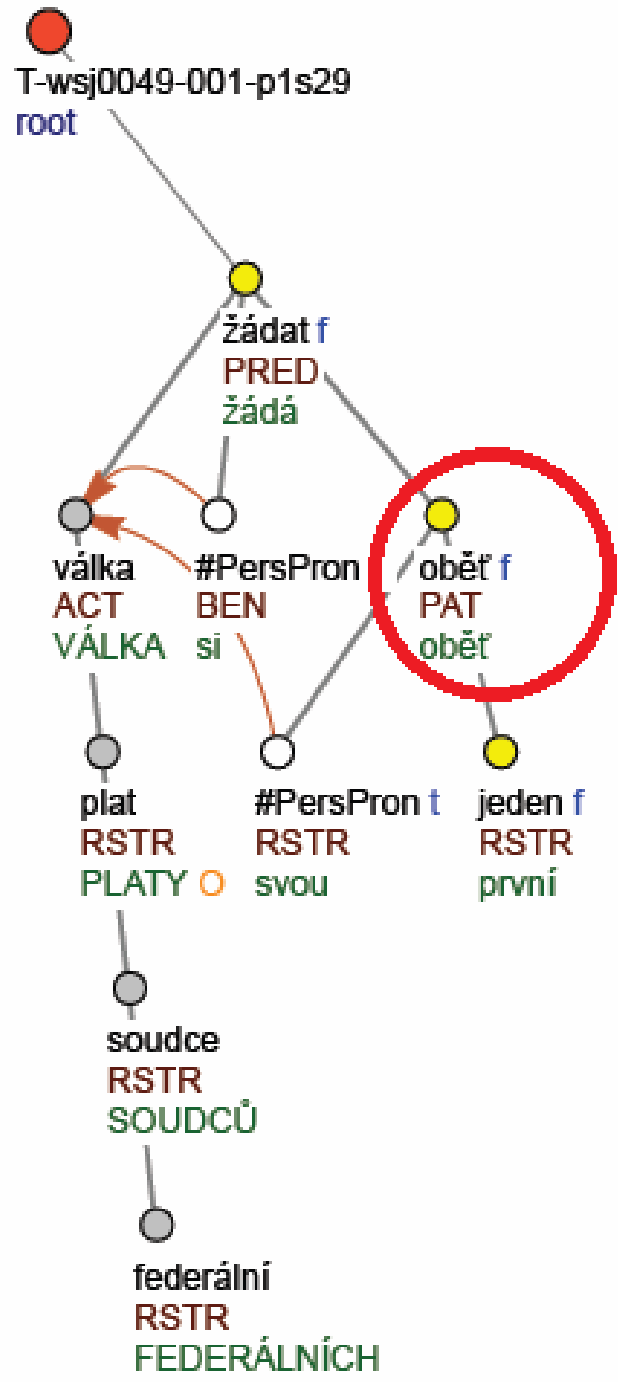 T-wsj0049-001-p1s29
root
žádat f
PRED
žádá
válka
ACT
VÁLKA
#PersPron
BEN
si
oběť f
PAT
oběť
plat
RSTR
PLATY O
#PersPron t
RSTR
svou
jeden f
RSTR
první
soudce
RSTR
SOUDCŮ
federální
RSTR
FEDERÁLNÍCH